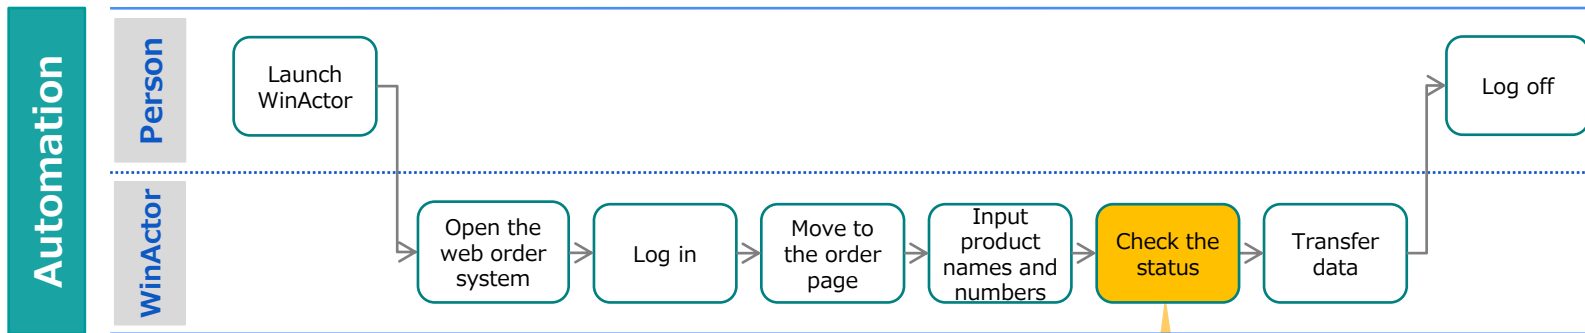 Automation
Person
Launch
WinActor
Log off
WinActor
Open the
web order
system
Log in
Move to
the order
page
Input
product
names and
numbers
Check the
status
Transfer
data